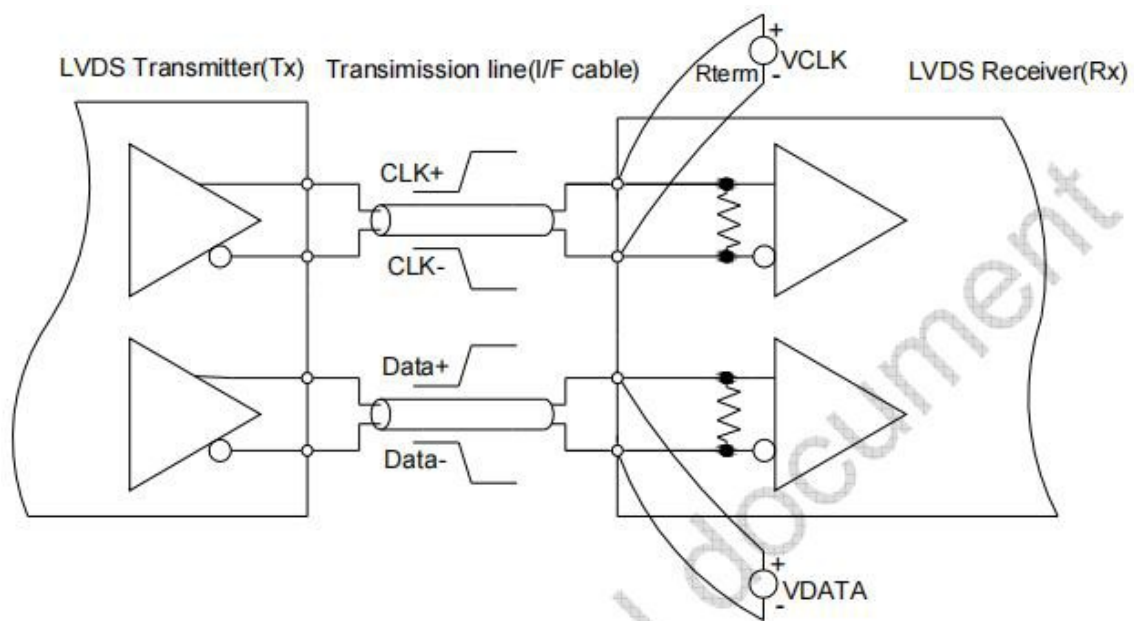 LVDS Transmitter(Tx)
Transimission line(I/F cable)
+
VCLK
Rterm
-
LVDS Receiver(Rx)
CLK+
CLK-
Data+
Data-
+
VDATA
-
document